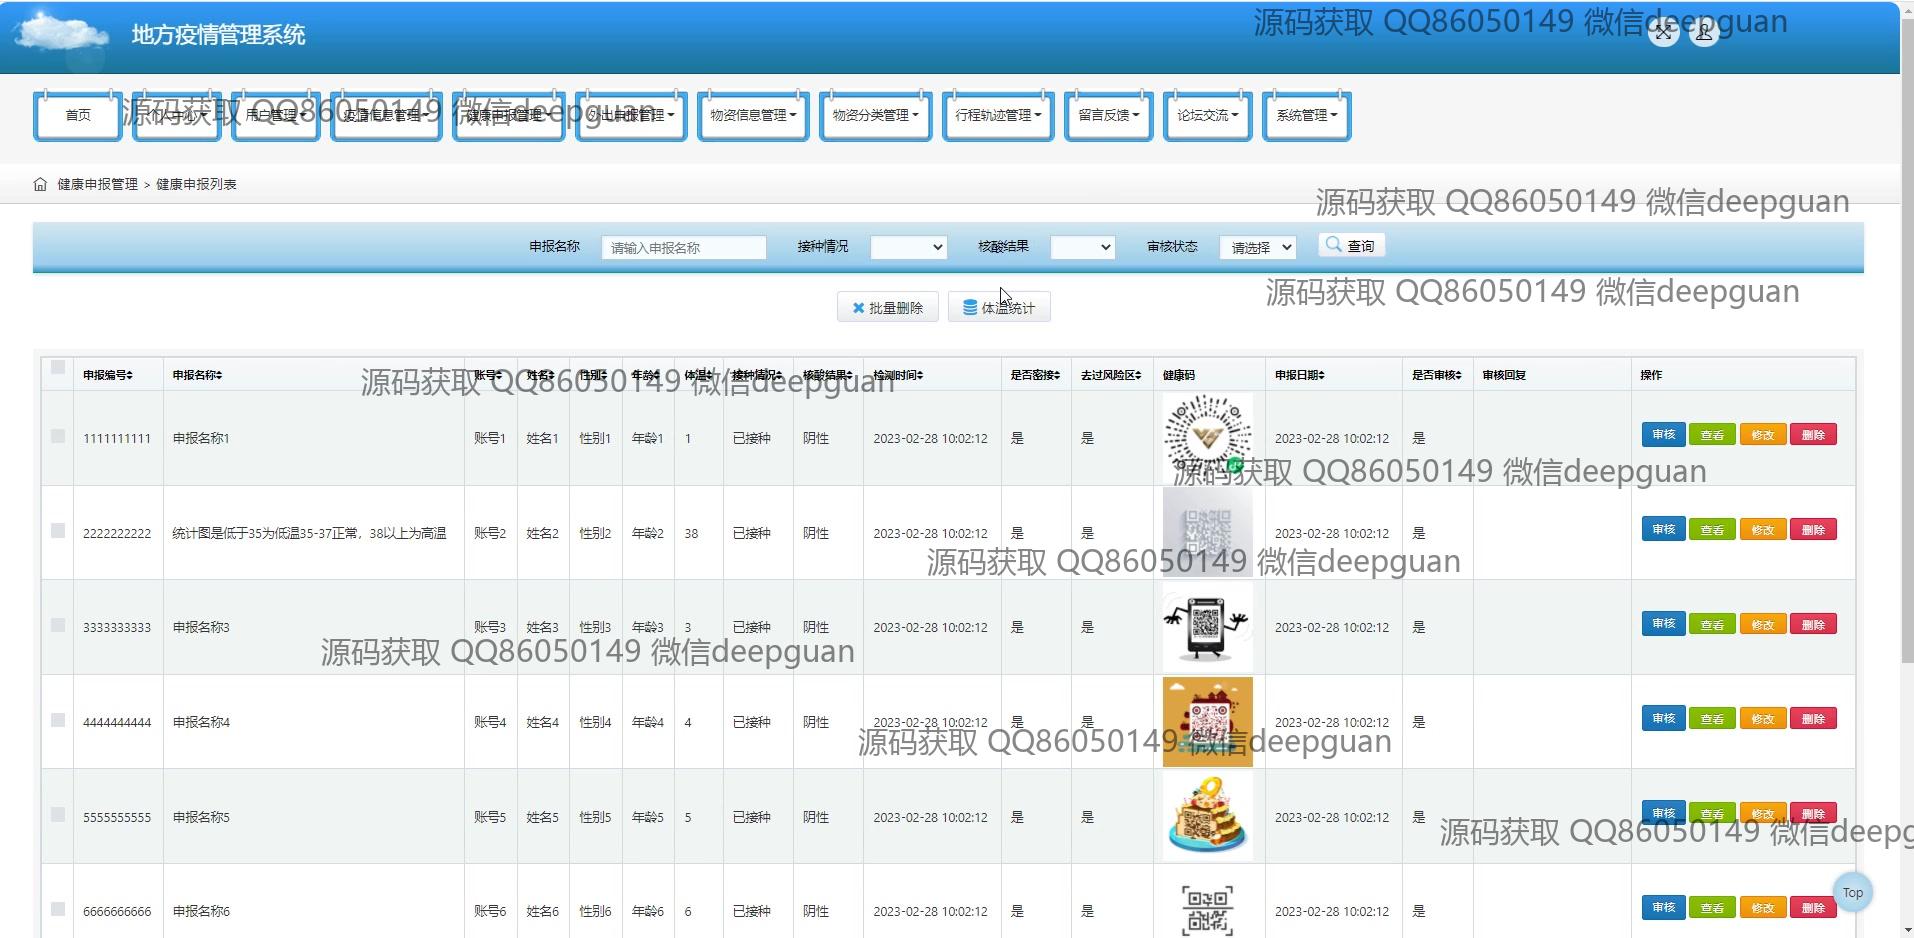 地方疫情管理系统
源码获取 QQ86050149 微信deepguan
首页 个人中心 用户管理 疫情信息管理 健康申报管理 外出申报管理 物资信息管理 物资分类管理 行程轨迹管理 留言反馈 论坛交流 系统管理
源码获取 QQ86050149 微信deepguan
健康申报管理 > 健康申报列表
源码获取 QQ86050149 微信deepguan
申报名称 请输入申报名称 接种情况 核酸结果 审核状态 请选择 查询
源码获取 QQ86050149 微信deepguan
批量删除 体温统计
申报编号 申报名称 账号 姓名 性别 年龄 体温 接种情况 核酸结果 检测时间 是否密接 去过风险区 健康码 申报日期 是否审核 审核回复 操作
源码获取 QQ86050149 微信deepguan
1111111111 申报名称1 账号1 姓名1 性别1 年龄1 1 已接种 阴性 2023-02-28 10:02:12 是 是 2023-02-28 10:02:12 是 审核 查看 修改 删除
源码获取 QQ86050149 微信deepguan
2222222222 统计图是低于35为低温35-37正常，38以上为高温 账号2 姓名2 性别2 年龄2 38 已接种 阴性 2023-02-28 10:02:12 是 是 2023-02-28 10:02:12 是 审核 查看 修改 删除
源码获取 QQ86050149 微信deepguan
3333333333 申报名称3 账号3 姓名3 性别3 年龄3 3 已接种 阴性 2023-02-28 10:02:12 是 是 2023-02-28 10:02:12 是 审核 查看 修改 删除
源码获取 QQ86050149 微信deepguan
4444444444 申报名称4 账号4 姓名4 性别4 年龄4 4 已接种 阴性 2023-02-28 10:02:12 是 是 2023-02-28 10:02:12 是 审核 查看 修改 删除
源码获取 QQ86050149 微信deepguan
5555555555 申报名称5 账号5 姓名5 性别5 年龄5 5 已接种 阴性 2023-02-28 10:02:12 是 是 2023-02-28 10:02:12 是 审核 查看 修改 删除
源码获取 QQ86050149 微信deepg
Top
6666666666 申报名称6 账号6 姓名6 性别6 年龄6 6 已接种 阴性 2023-02-28 10:02:12 是 是 2023-02-28 10:02:12 是 审核 查看 修改 删除